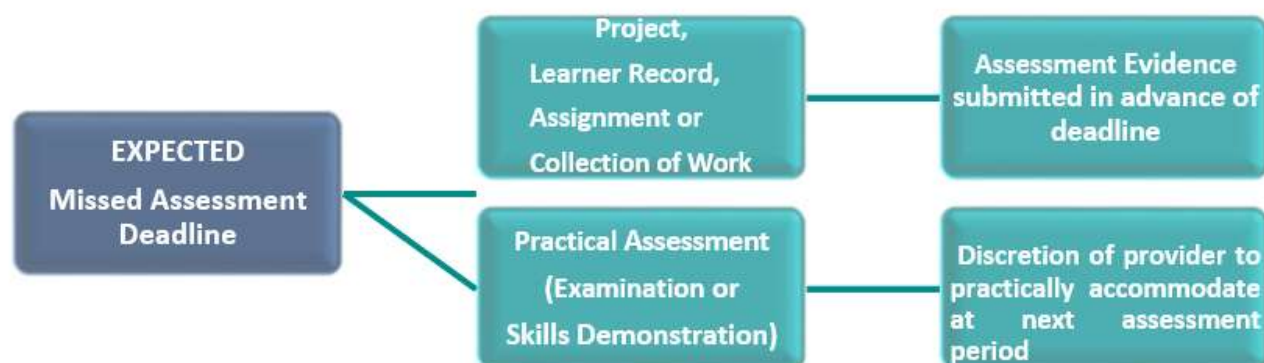 EXPECTED
Missed Assessment
Deadline
Project,
Learner Record,
Assignment or
Collection of Work
Assessment Evidence
submitted in advance of
deadline
Practical Assessment
(Examination or
Skills Demonstration)
Discretion of provider to
practically accommodate
at next assessment
period